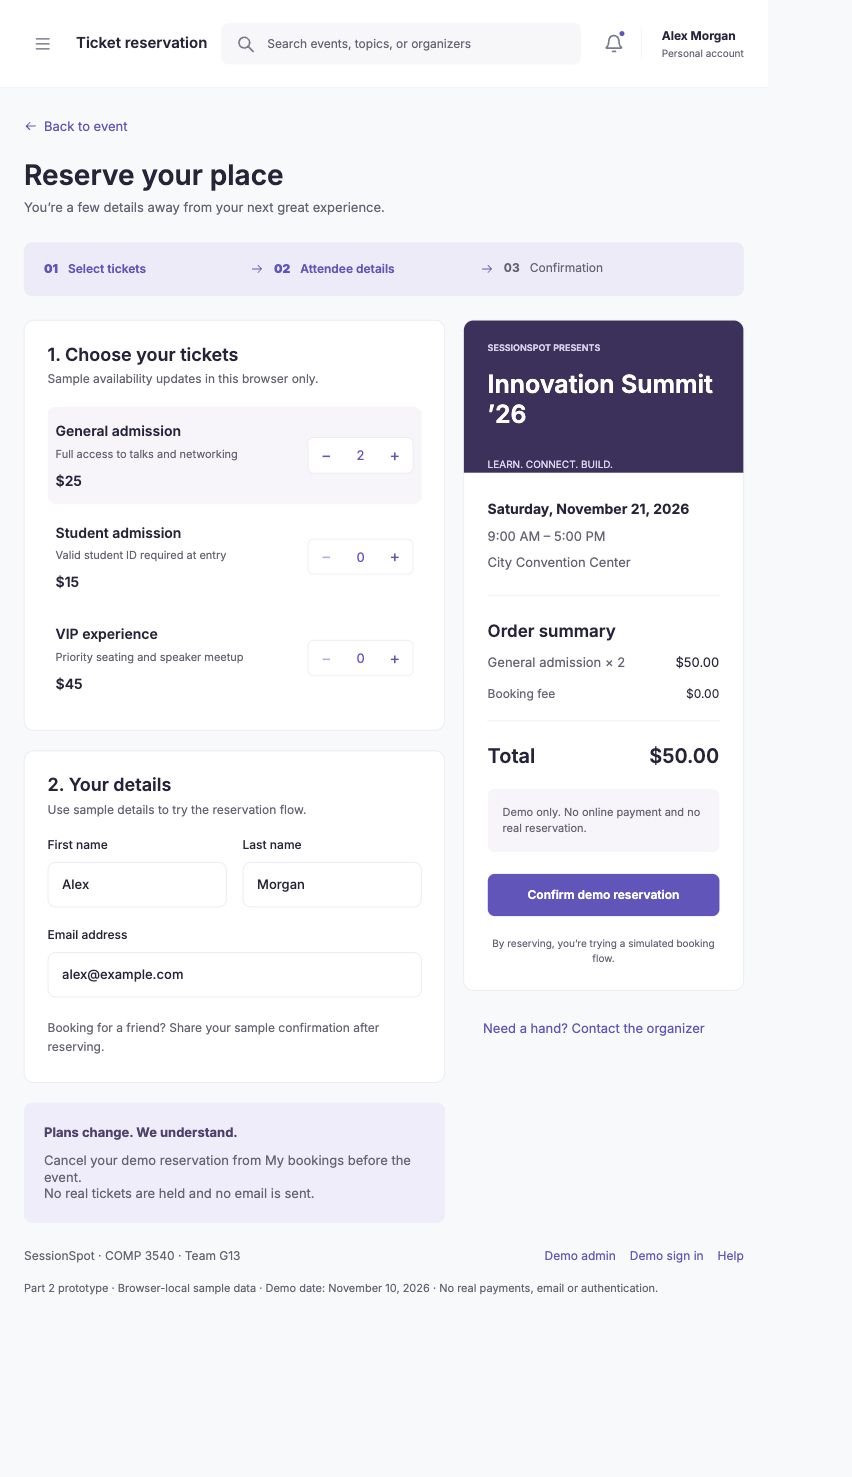 Ticket reservation
Search events, topics, or organizers
Alex Morgan
Personal account
← Back to event
Reserve your place
You’re a few details away from your next great experience.
01 Select tickets
→ 02 Attendee details
→ 03 Confirmation
1. Choose your tickets
Sample availability updates in this browser only.
General admission
Full access to talks and networking
$25
− 2 +
Student admission
Valid student ID required at entry
$15
− 0 +
VIP experience
Priority seating and speaker meetup
$45
− 0 +
2. Your details
Use sample details to try the reservation flow.
First name
Alex
Last name
Morgan
Email address
alex@example.com
Booking for a friend? Share your sample confirmation after
reserving.
Plans change. We understand.
Cancel your demo reservation from My bookings before the
event.
No real tickets are held and no email is sent.
SESSIONSPOT PRESENTS
Innovation Summit
’26
LEARN. CONNECT. BUILD.
Saturday, November 21, 2026
9:00 AM – 5:00 PM
City Convention Center
Order summary
General admission × 2 $50.00
Booking fee $0.00
Total $50.00
Demo only. No online payment and no
real reservation.
Confirm demo reservation
By reserving, you’re trying a simulated booking
flow.
Need a hand? Contact the organizer
SessionSpot · COMP 3540 · Team G13
Demo admin Demo sign in Help
Part 2 prototype · Browser-local sample data · Demo date: November 10, 2026 · No real payments, email or authentication.